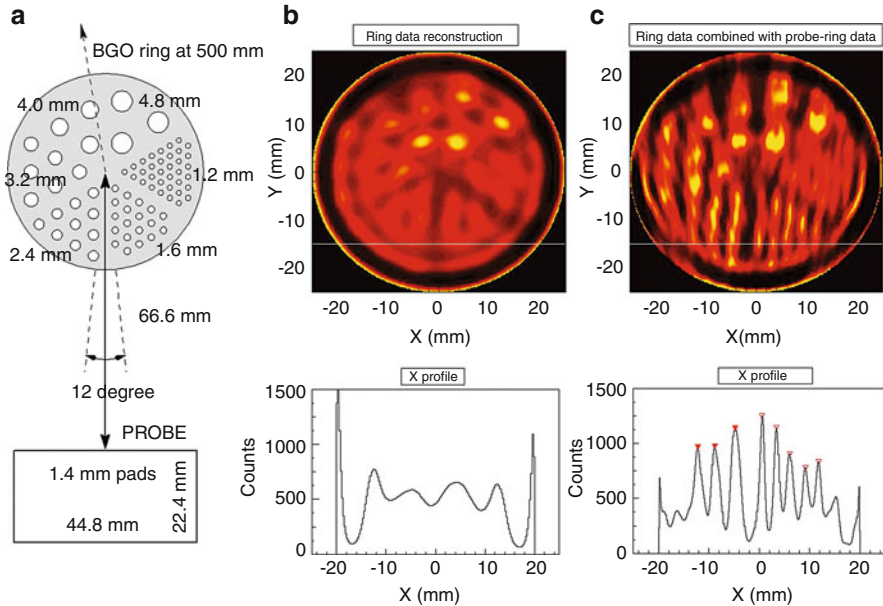 a
BGO ring at 500 mm
4.0 mm
4.8 mm
3.2 mm
1.2 mm
2.4 mm
1.6 mm
66.6 mm
12 degree
PROBE
1.4 mm pads
44.8 mm
22.4 mm
b
Ring data reconstruction
Y (mm)
20
10
0
-10
-20
-20 -10 0 10 20
X (mm)
X profile
Counts
1500
1000
500
0
-20 -10 0 10 20
X (mm)
c
Ring data combined with probe-ring data
Y (mm)
20
10
0
-10
-20
-20 -10 0 10 20
X(mm)
X profile
Counts
1500
1000
500
0
-20 -10 0 10 20
X (mm)